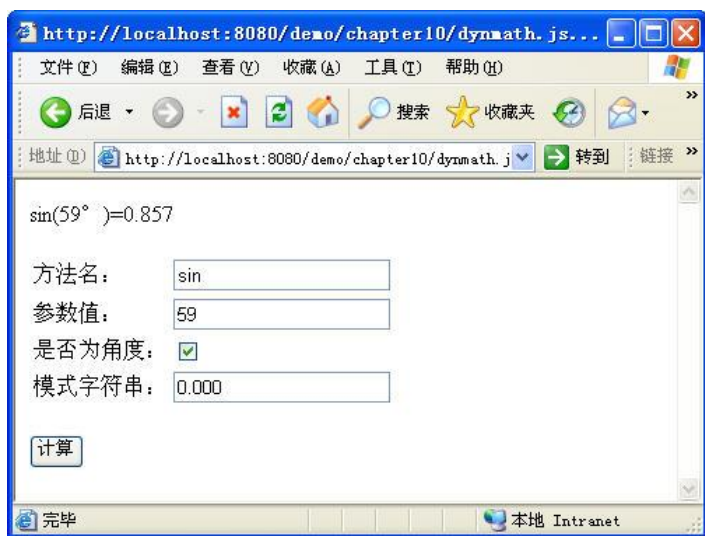 http://localhost:8080/demo/chapter10/dynmath.js...
文件(F) 编辑(E) 查看(V) 收藏(A) 工具(T) 帮助(H)
后退 搜索 收藏夹 »
地址(D) http://localhost:8080/demo/chapter10/dynmath.j 转到 链接 »
sin(59°)=0.857
方法名： sin
参数值： 59
是否为角度：
模式字符串： 0.000
计算
完毕 本地 Intranet